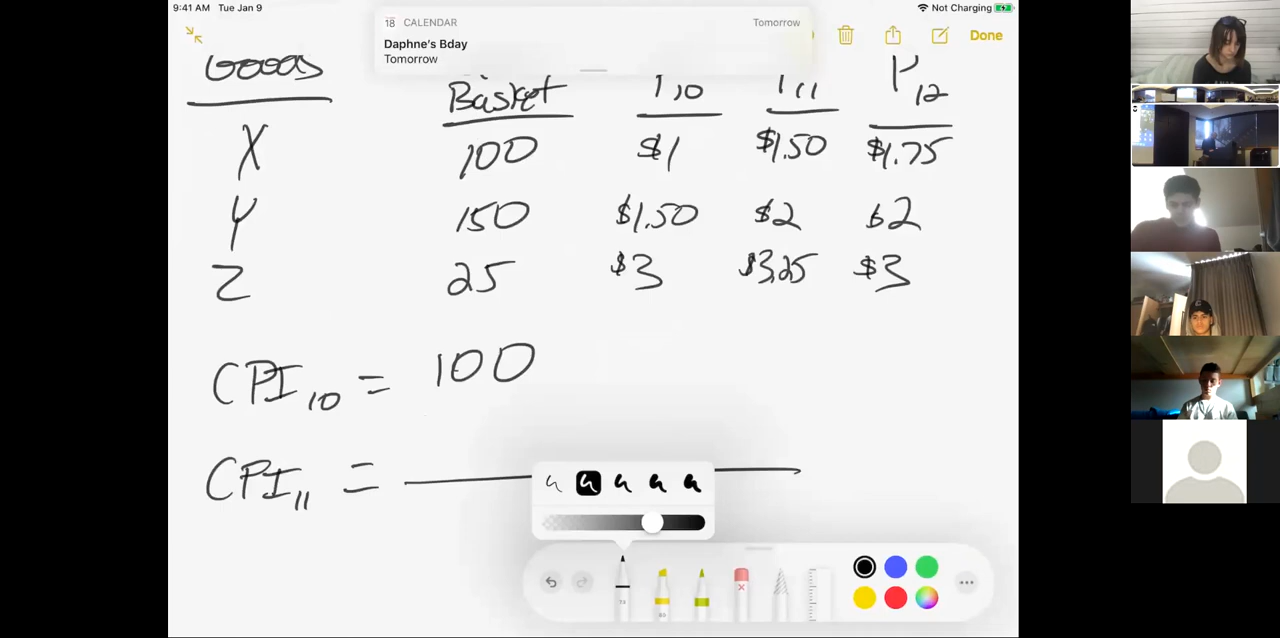 9:41 AM Tue Jan 9
Not Charging
18 CALENDAR Tomorrow
Daphne's Bday
Tomorrow
Done
Goods Basket P10 P11 P12
X 100 $1 $1.50 $1.75
Y 150 $1.50 $2 $2
Z 25 $3 $3.25 $3
CPI10 = 100
CPI11 =